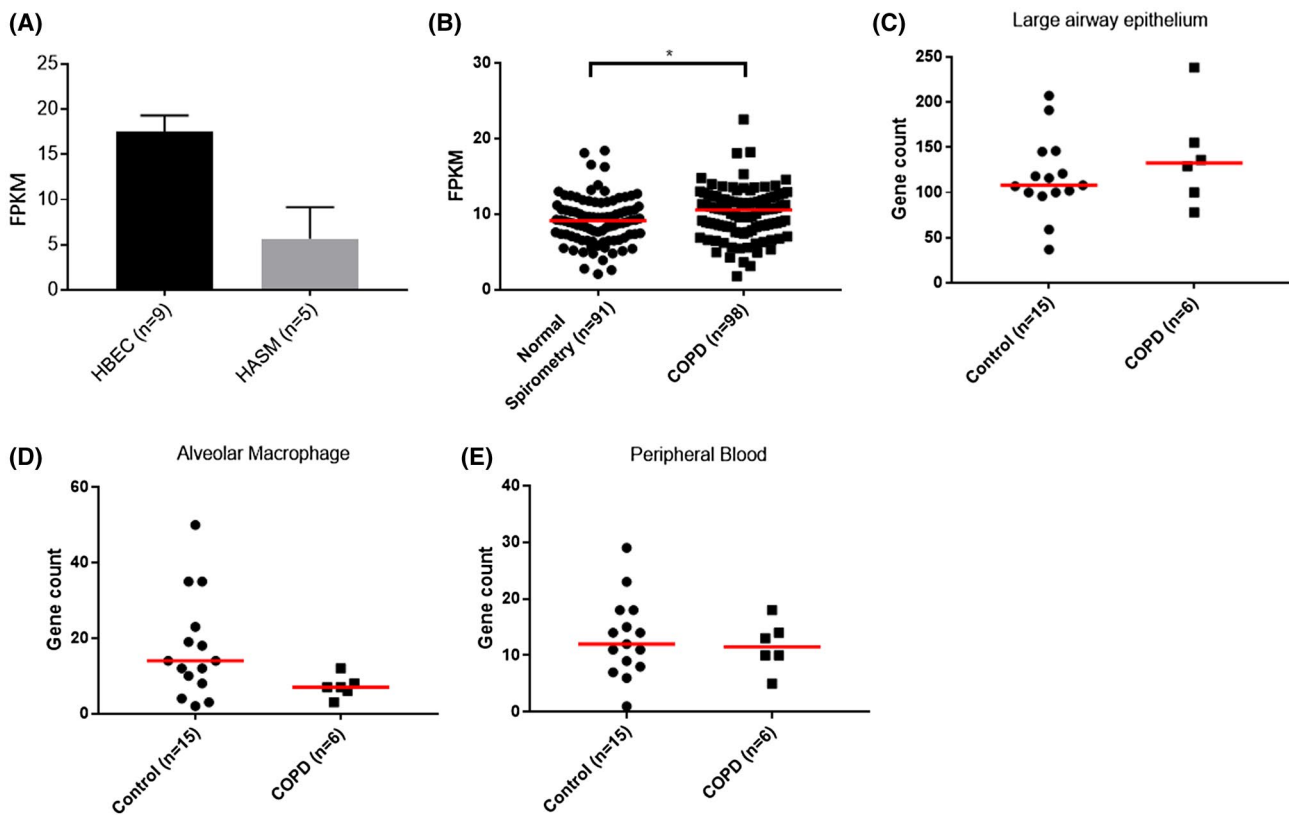 (A)
25
20
15
10
5
0
FPKM
HBEC (n=9)
HASM (n=5)
(B)
*
30
20
10
0
FPKM
Normal
Spirometry (n=91)
COPD (n=98)
(C)
Large airway epithelium
250
200
150
100
50
0
Gene count
Control (n=15)
COPD (n=6)
(D)
Alveolar Macrophage
60
40
20
0
Gene count
Control (n=15)
COPD (n=6)
(E)
Peripheral Blood
40
30
20
10
0
Gene count
Control (n=15)
COPD (n=6)